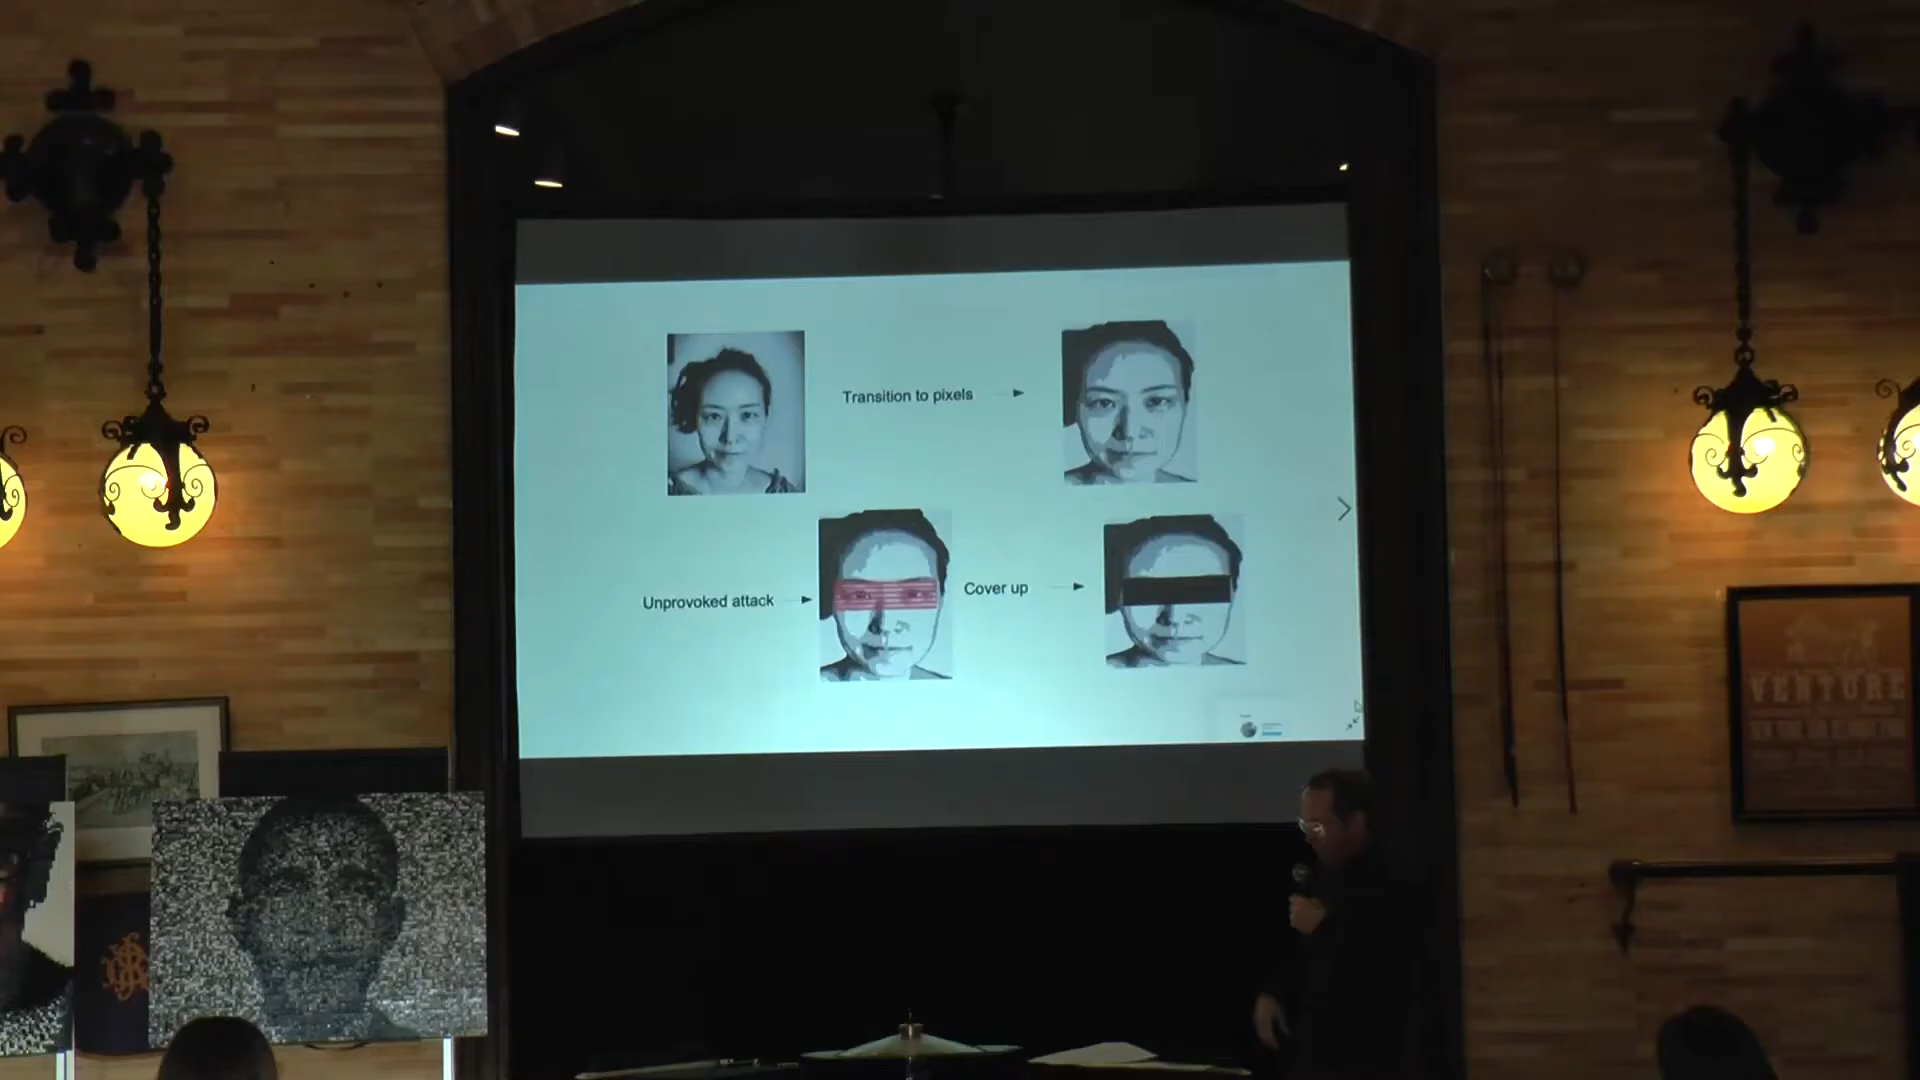 Transition to pixels
Unprovoked attack
Cover up
VENTURE